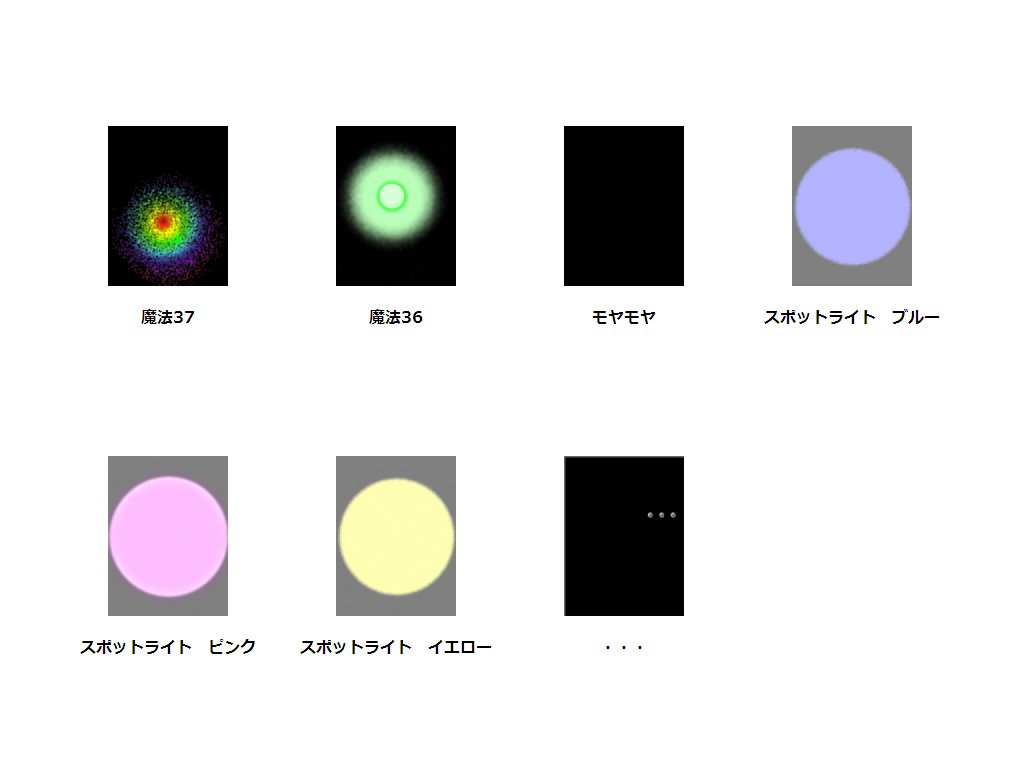 魔法37
魔法36
モヤモヤ
スポットライト　ブルー
スポットライト　ピンク
スポットライト　イエロー
・・・